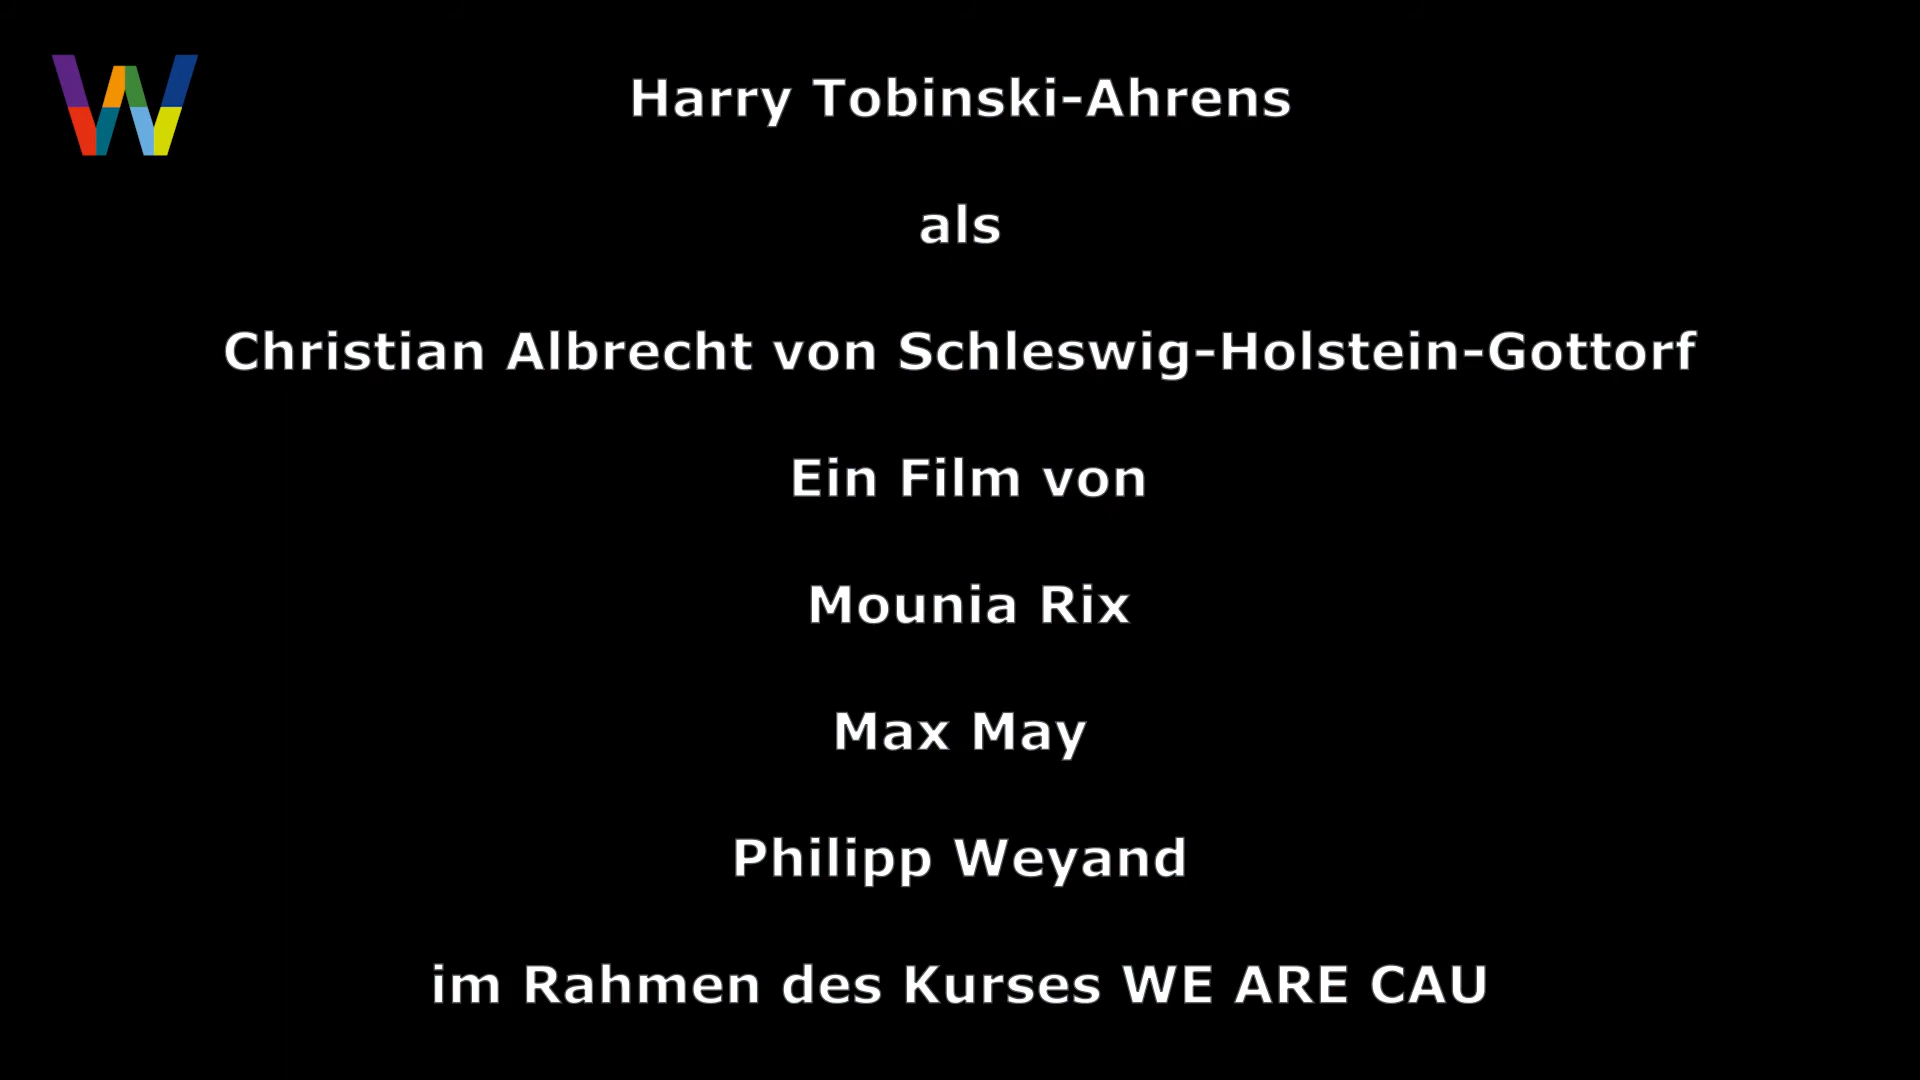 Harry Tobinski-Ahrens
als
Christian Albrecht von Schleswig-Holstein-Gottorf
Ein Film von
Mounia Rix
Max May
Philipp Weyand
im Rahmen des Kurses WE ARE CAU